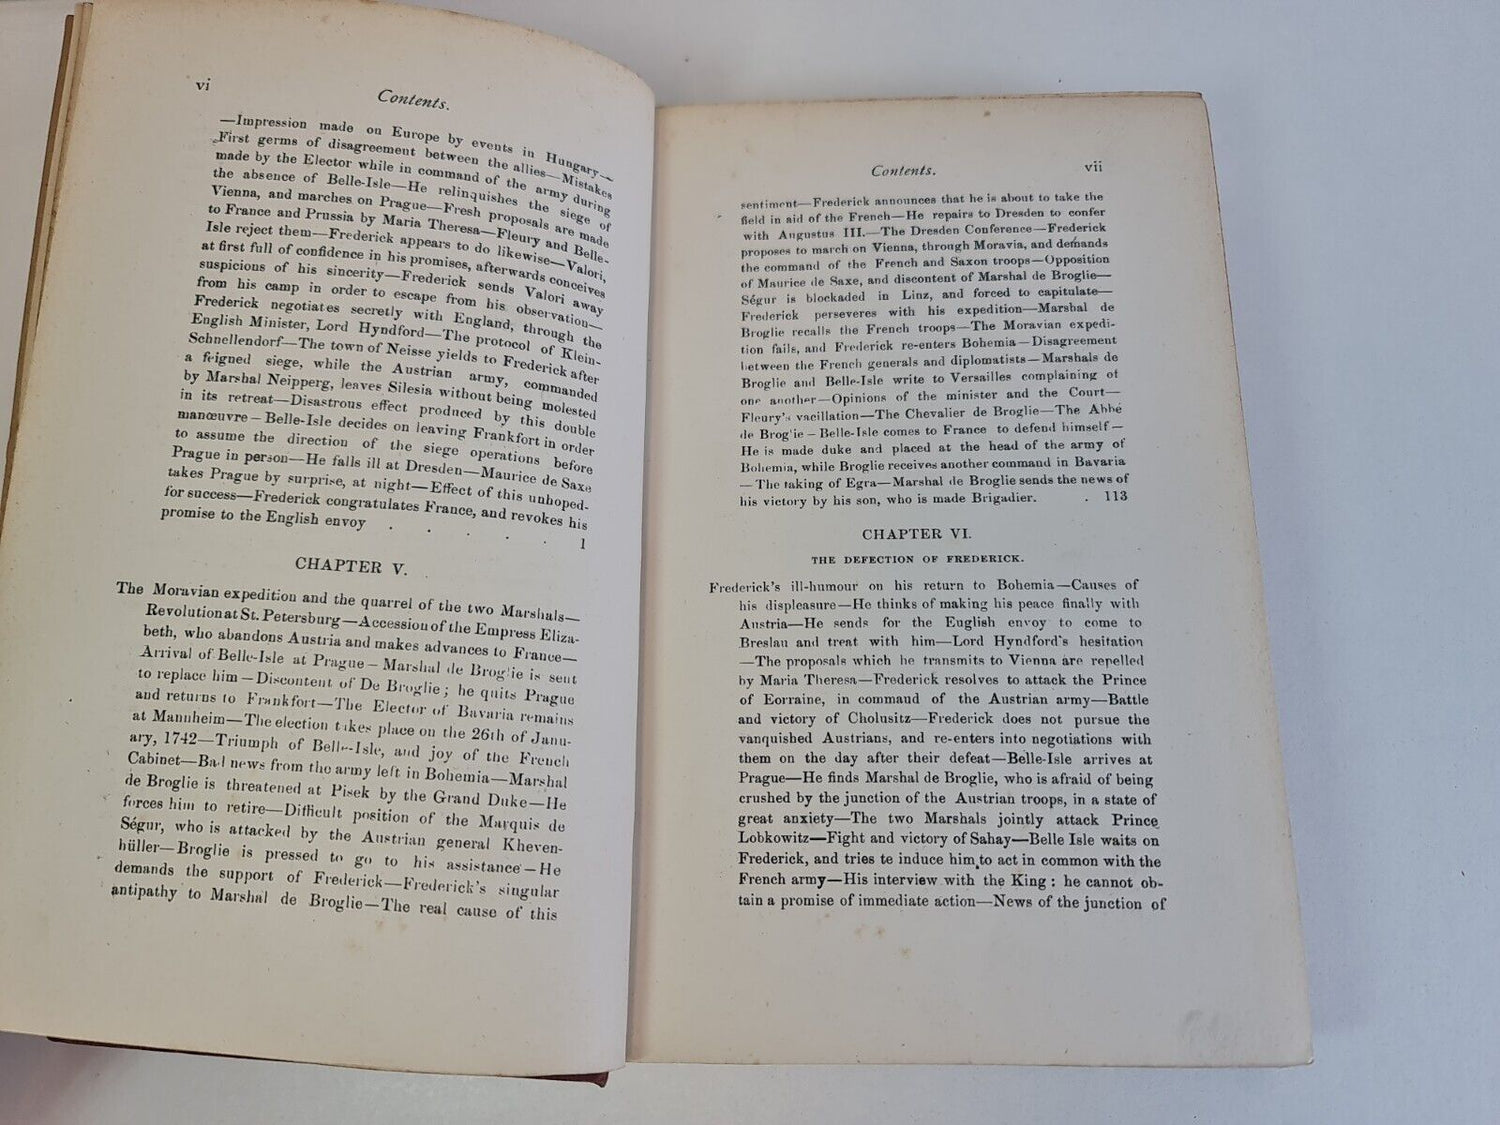 vi
Contents.
—Impression made on Europe by events in Hungary—
First germs of disagreement between the allies—Mistakes
made by the Elector while in command of the army during
the absence of Belle-Isle—He relinquishes the siege of
Vienna, and marches on Prague—Fresh proposals are made
to France and Prussia by Maria Theresa—Fleury and Belle-
Isle reject them—Frederick appears to do likewise—Valori,
at first full of confidence in his promises, afterwards conceives
suspicions of his sincerity—Frederick sends Valori away
from his camp in order to escape from his observation—
Frederick negotiates secretly with England, through the
English Minister, Lord Hyndford—The protocol of Klein-
Schnellendorf—The town of Neisse yields to Frederick after
a feigned siege, while the Austrian army, commanded
by Marshal Neipperg, leaves Silesia without being molested
in its retreat—Disastrous effect produced by this double
manœuvre—Belle-Isle decides on leaving Frankfort in order
to assume the direction of the siege operations before
Prague in person—He falls ill at Dresden—Maurice de Saxe
takes Prague by surprise, at night—Effect of this unhoped-
for success—Frederick congratulates France, and revokes his
promise to the English envoy . . . . . 1
CHAPTER V.
The Moravian expedition and the quarrel of the two Marshals—
Revolution at St. Petersburg—Accession of the Empress Eliza-
beth, who abandons Austria and makes advances to France—
Arrival of Belle-Isle at Prague—Marshal de Broglie is sent
to replace him—Discontent of De Broglie; he quits Prague
and returns to Frankfort—The Elector of Bavaria remains
at Mannheim—The election takes place on the 26th of Janu-
ary, 1742—Triumph of Belle-Isle, and joy of the French
Cabinet—Bad news from the army left in Bohemia—Marshal
de Broglie is threatened at Pisek by the Grand Duke—He
forces him to retire—Difficult position of the Marquis de
Ségur, who is attacked by the Austrian general Kheven-
hüller—Broglie is pressed to go to his assistance—He
demands the support of Frederick—Frederick's singular
antipathy to Marshal de Broglie—The real cause of this
Contents.
vii
sentiment—Frederick announces that he is about to take the
field in aid of the French—He repairs to Dresden to confer
with Augustus III.—The Dresden Conference—Frederick
proposes to march on Vienna, through Moravia, and demands
the command of the French and Saxon troops—Opposition
of Maurice de Saxe, and discontent of Marshal de Broglie—
Ségur is blockaded in Linz, and forced to capitulate—
Frederick perseveres with his expedition—Marshal de
Broglie recalls the French troops—The Moravian expedi-
tion fails, and Frederick re-enters Bohemia—Disagreement
between the French generals and diplomatists—Marshals de
Broglie and Belle-Isle write to Versailles complaining of
one another—Opinions of the minister and the Court—
Fleury's vacillation—The Chevalier de Broglie—The Abbé
de Broglie—Belle-Isle comes to France to defend himself—
He is made duke and placed at the head of the army of
Bohemia, while Broglie receives another command in Bavaria
—The taking of Egra—Marshal de Broglie sends the news of
his victory by his son, who is made Brigadier. . 113
CHAPTER VI.
THE DEFECTION OF FREDERICK.
Frederick's ill-humour on his return to Bohemia—Causes of
his displeasure—He thinks of making his peace finally with
Austria—He sends for the English envoy to come to
Breslau and treat with him—Lord Hyndford's hesitation
—The proposals which he transmits to Vienna are repelled
by Maria Theresa—Frederick resolves to attack the Prince
of Eorraine, in command of the Austrian army—Battle
and victory of Cholusitz—Frederick does not pursue the
vanquished Austrians, and re-enters into negotiations with
them on the day after their defeat—Belle-Isle arrives at
Prague—He finds Marshal de Broglie, who is afraid of being
crushed by the junction of the Austrian troops, in a state of
great anxiety—The two Marshals jointly attack Prince
Lobkowitz—Fight and victory of Sahay—Belle Isle waits on
Frederick, and tries te induce him to act in common with the
French army—His interview with the King: he cannot ob-
tain a promise of immediate action—News of the junction of